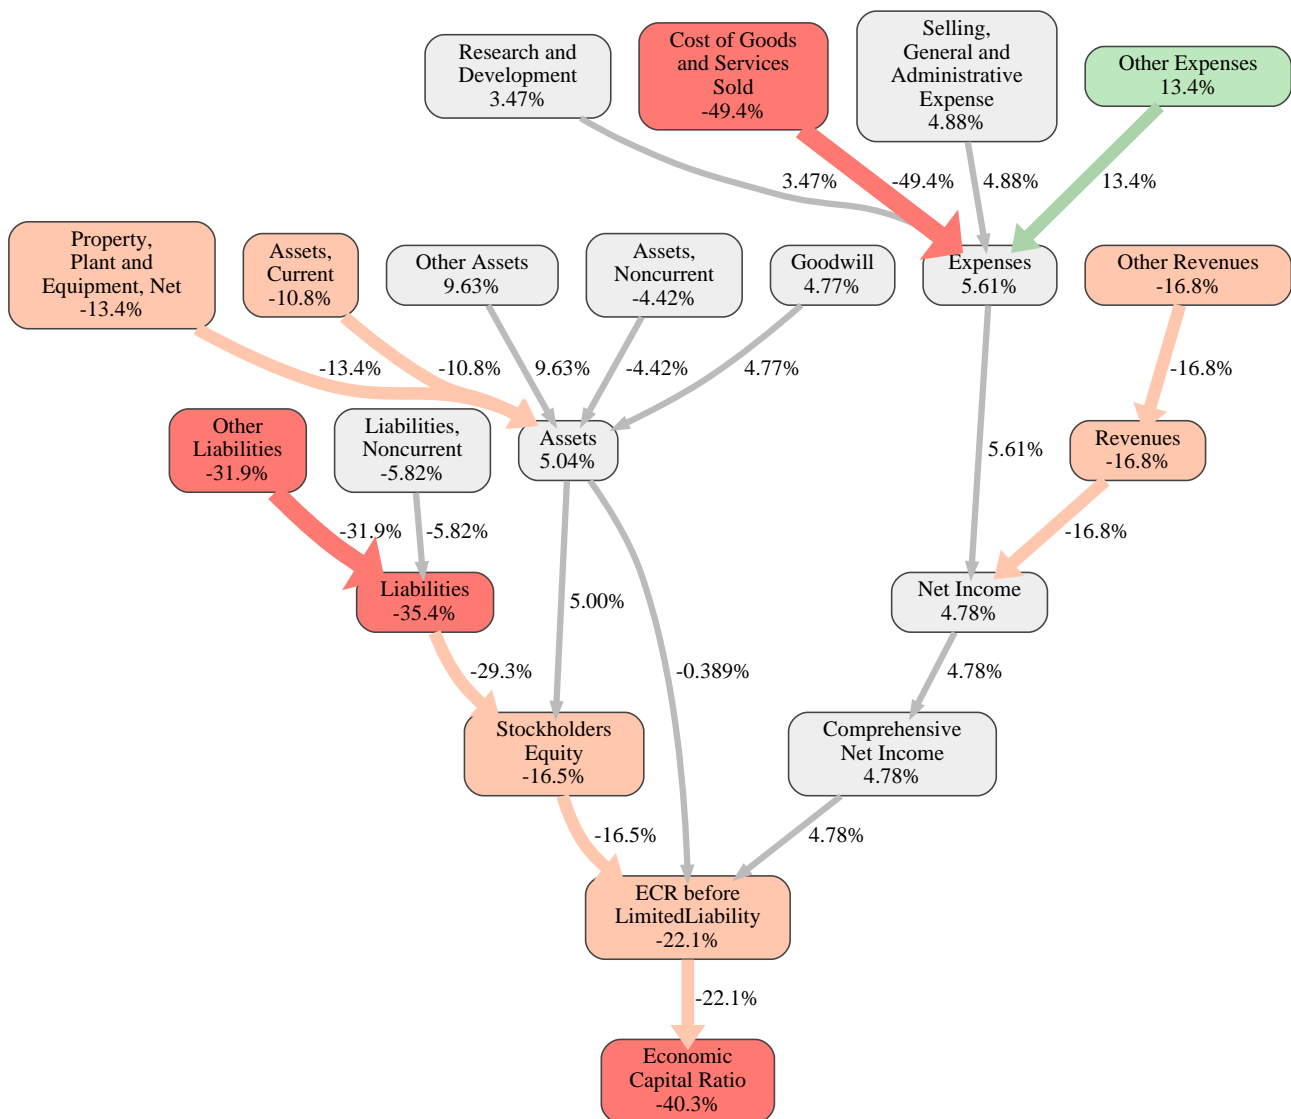 Research and
Development
3.47%
Cost of Goods
and Services
Sold
-49.4%
Selling,
General and
Administrative
Expense
4.88%
Other Expenses
13.4%
3.47%
-49.4%
4.88%
13.4%
Property,
Plant and
Equipment, Net
-13.4%
Assets,
Current
-10.8%
Other Assets
9.63%
Assets,
Noncurrent
-4.42%
Goodwill
4.77%
Expenses
5.61%
Other Revenues
-16.8%
-13.4%
-10.8%
9.63%
-4.42%
4.77%
-16.8%
Other
Liabilities
-31.9%
Liabilities,
Noncurrent
-5.82%
Assets
5.04%
5.61%
Revenues
-16.8%
-31.9%
-5.82%
-16.8%
Liabilities
-35.4%
5.00%
Net Income
4.78%
-29.3%
-0.389%
4.78%
Stockholders
Equity
-16.5%
Comprehensive
Net Income
4.78%
-16.5%
4.78%
ECR before
LimitedLiability
-22.1%
-22.1%
Economic
Capital Ratio
-40.3%